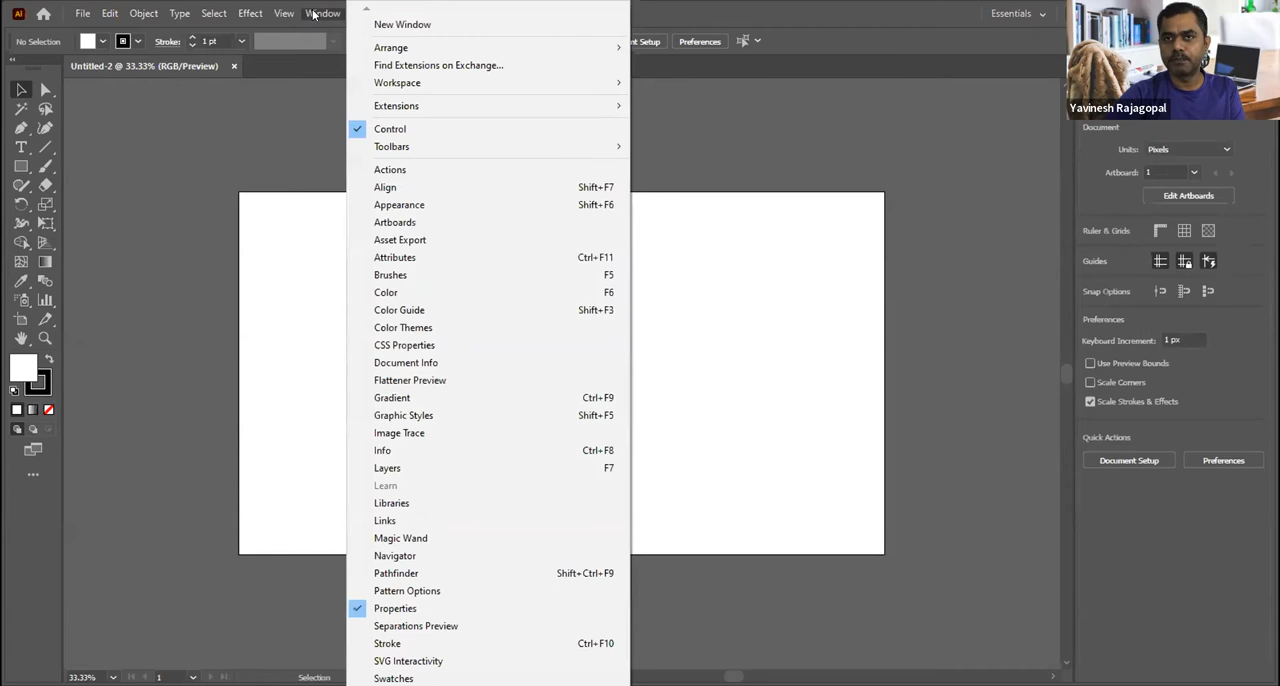 Ai File Edit Object Type Select Effect View Window Essentials
No Selection Stroke: 1 pt Setup Preferences
Untitled-2 @ 33.33% (RGB/Preview) ×
Yavinesh Rajagopal
New Window
Arrange
Find Extensions on Exchange...
Workspace
Extensions
Control
Toolbars
Actions
Align Shift+F7
Appearance Shift+F6
Artboards
Asset Export
Attributes Ctrl+F11
Brushes F5
Color F6
Color Guide Shift+F3
Color Themes
CSS Properties
Document Info
Flattener Preview
Gradient Ctrl+F9
Graphic Styles Shift+F5
Image Trace
Info Ctrl+F8
Layers F7
Learn
Libraries
Links
Magic Wand
Navigator
Pathfinder Shift+Ctrl+F9
Pattern Options
Properties
Separations Preview
Stroke Ctrl+F10
SVG Interactivity
Swatches
Document
Units: Pixels
Artboard: 1
Edit Artboards
Ruler & Grids
Guides
Snap Options
Preferences
Keyboard Increment: 1 px
Use Preview Bounds
Scale Corners
Scale Strokes & Effects
Quick Actions
Document Setup Preferences
33.33% 1 Selection